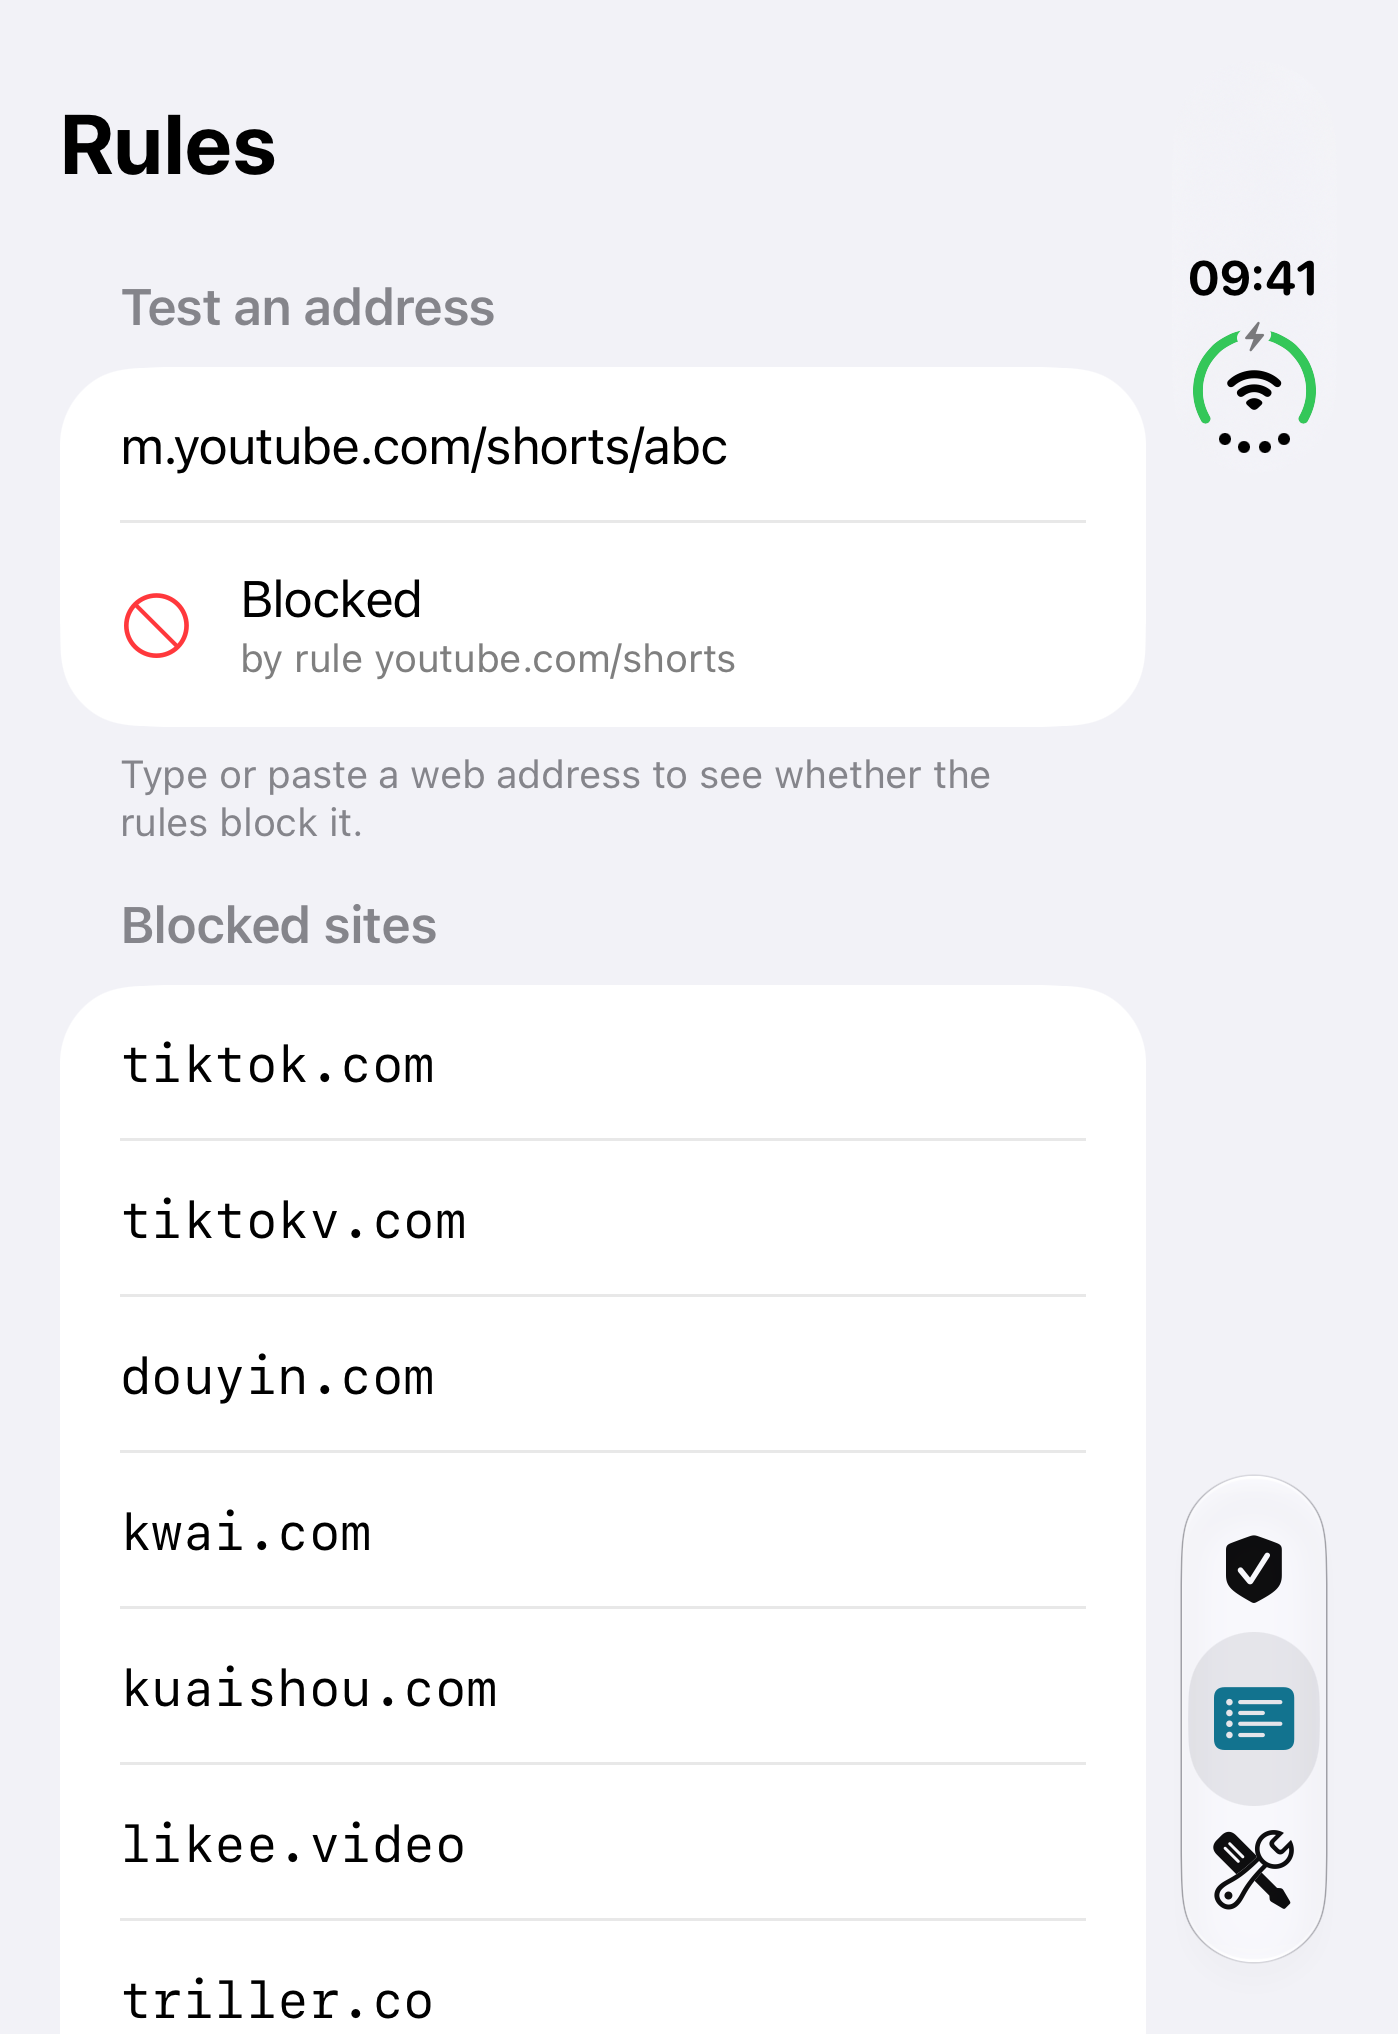 Rules
09:41
Test an address
m.youtube.com/shorts/abc
Blocked
by rule youtube.com/shorts
Type or paste a web address to see whether the
rules block it.
Blocked sites
tiktok.com
tiktokv.com
douyin.com
kwai.com
kuaishou.com
likee.video
triller.co